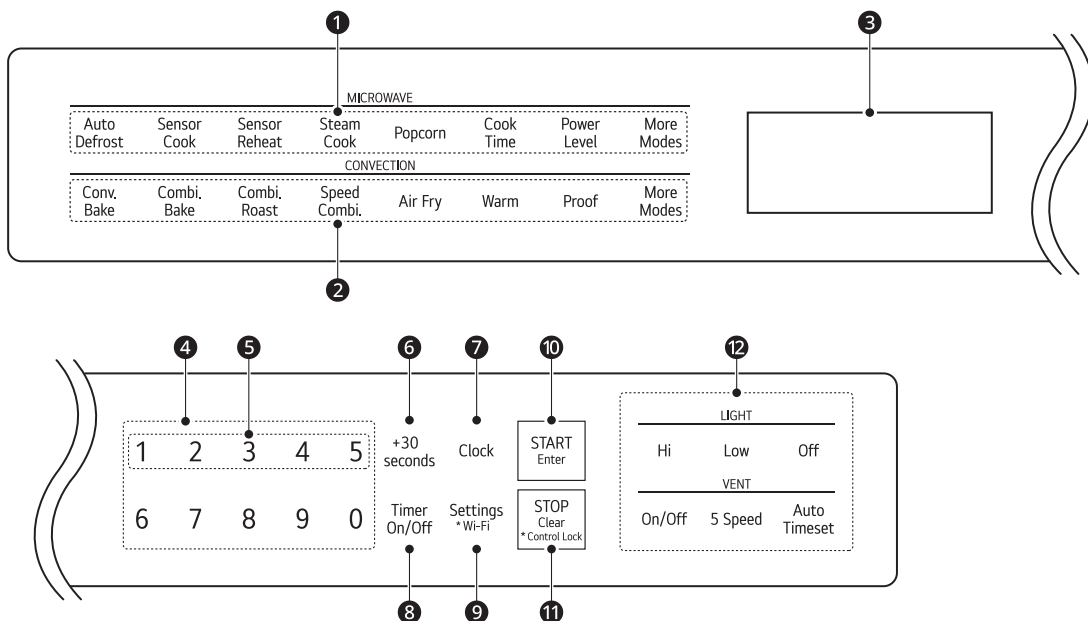 1
3
MICROWAVE
Auto Defrost
Sensor Cook
Sensor Reheat
Steam Cook
Popcorn
Cook Time
Power Level
More Modes
CONVECTION
Conv. Bake
Combi. Bake
Combi. Roast
Speed Combi.
Air Fry
Warm
Proof
More Modes
2
4
5
6
7
10
12
1 2 3 4 5
+30 seconds
Clock
START
Enter
LIGHT
Hi Low Off
6 7 8 9 0
Timer On/Off
Settings
* Wi-Fi
STOP
Clear
* Control Lock
VENT
On/Off
5 Speed
Auto Timeset
8
9
11